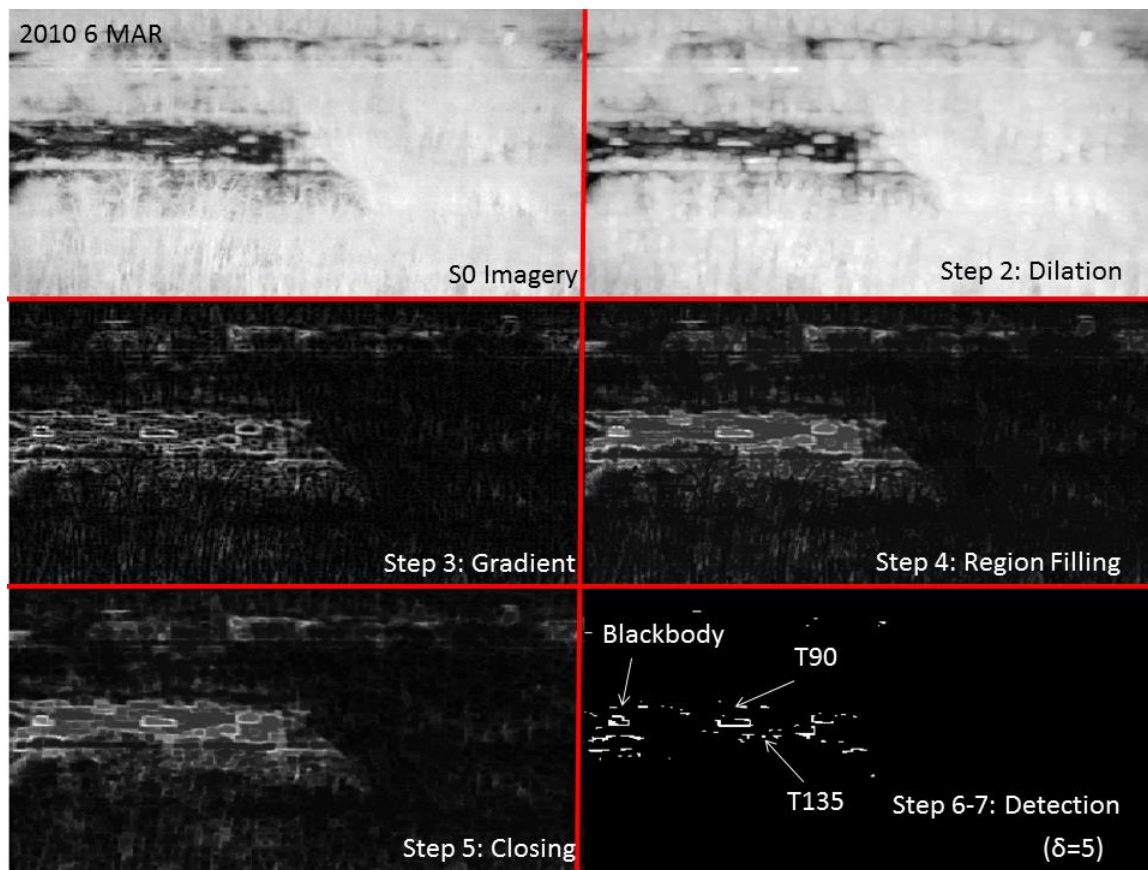 2010 6 MAR
S0 Imagery
Step 2: Dilation
Step 3: Gradient
Step 4: Region Filling
Step 5: Closing
Blackbody
T90
T135
Step 6-7: Detection
(δ=5)